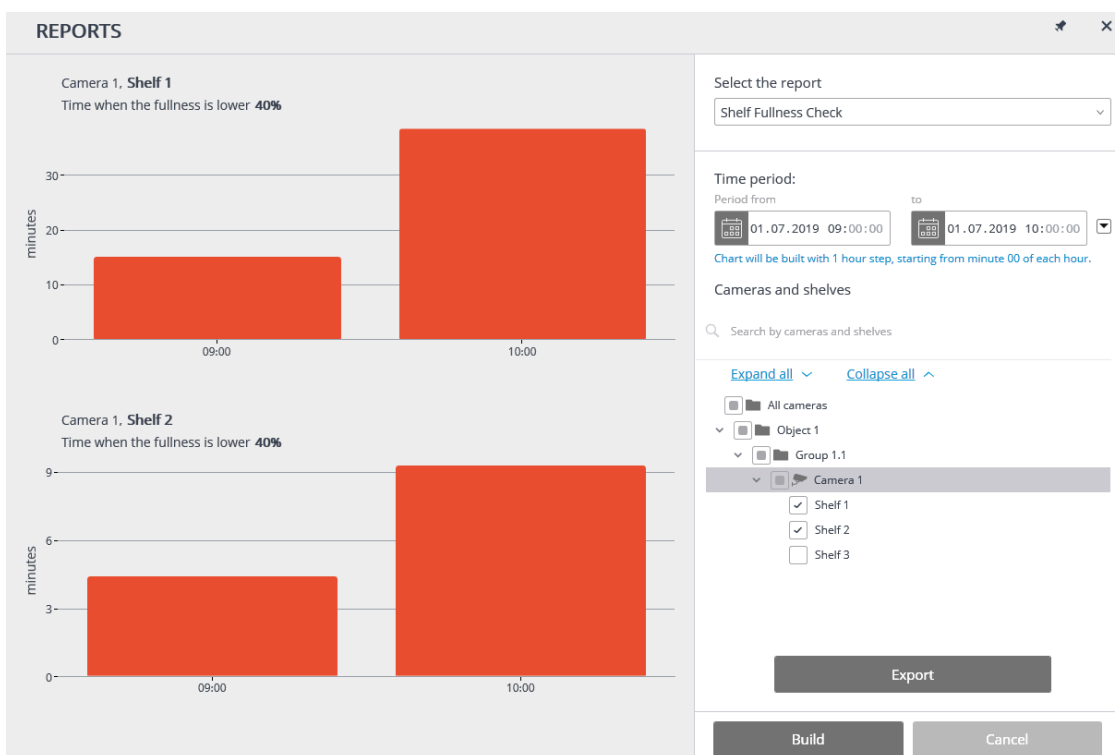 REPORTS
Camera 1, Shelf 1
Time when the fullness is lower 40%
30
20
10
0
minutes
09:00
10:00
Camera 1, Shelf 2
Time when the fullness is lower 40%
9
6
3
0
minutes
09:00
10:00
Select the report
Shelf Fullness Check
Time period:
Period from
to
01.07.2019 09:00:00
01.07.2019 10:00:00
Chart will be built with 1 hour step, starting from minute 00 of each hour.
Cameras and shelves
Search by cameras and shelves
Expand all
Collapse all
All cameras
Object 1
Group 1.1
Camera 1
Shelf 1
Shelf 2
Shelf 3
Export
Build
Cancel